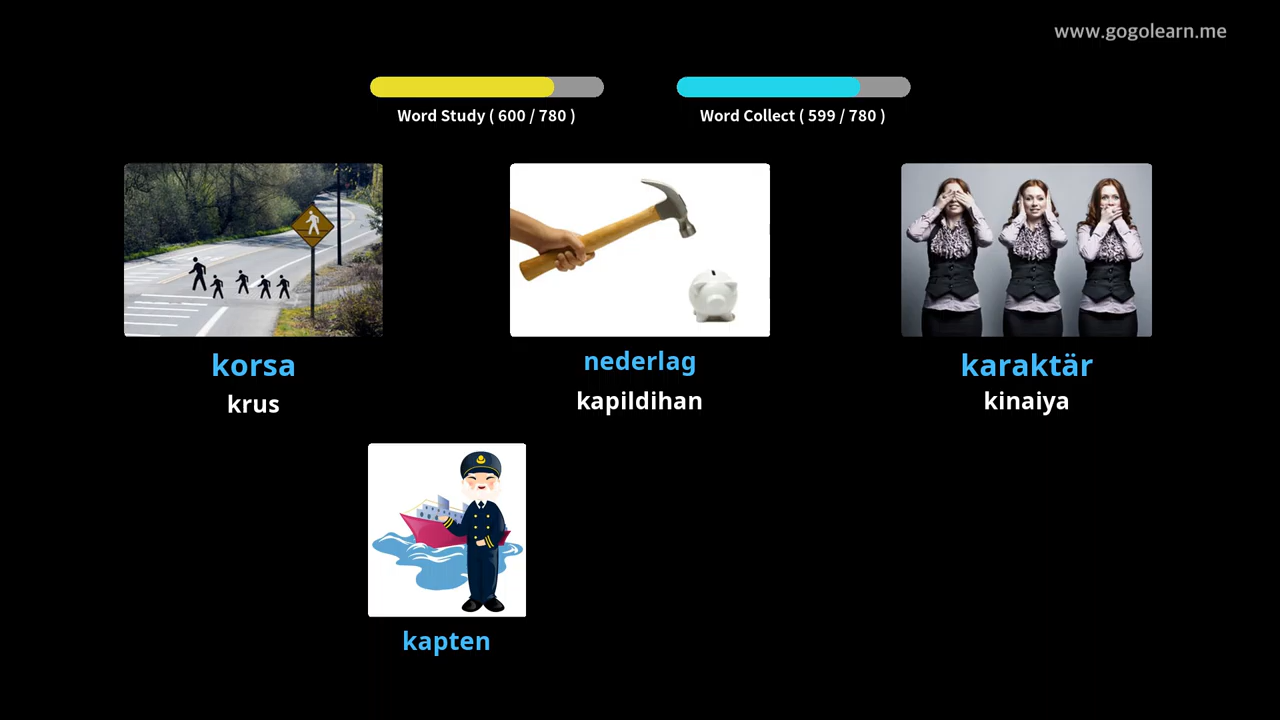 www.gogolearn.me
Word Study ( 600 / 780 )
Word Collect ( 599 / 780 )
korsa
krus
nederlag
kapildihan
karaktär
kinaiya
kapten